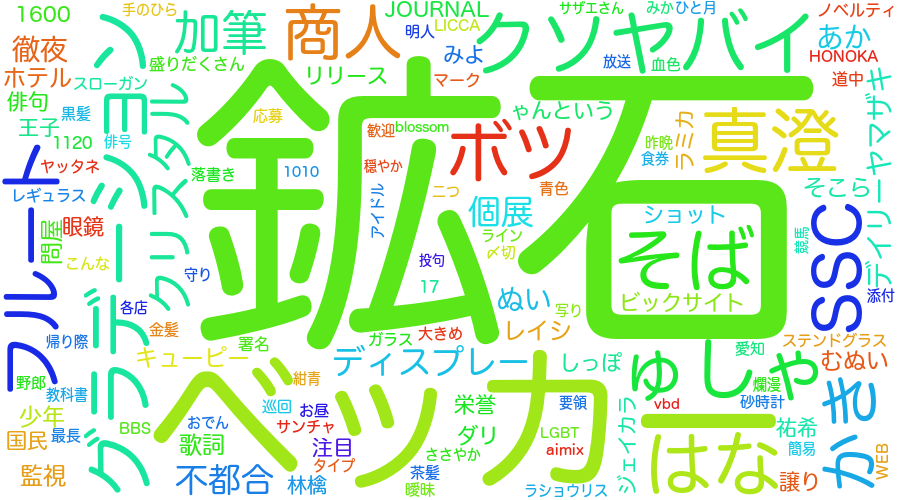 1600
手のひら
加筆
商人
JOURNAL
サザエさん
みか
ひと月
ノベルティ
徹夜
盛りだくさん
明人
LICCA
クソヤバイ
あか
ホテル
スローガン
リリース
マーク
みよ
放送
血色
HONOKA
道中
俳句
黒髪
王子
俳号
1120
ヤッタネ
レギュラス
グラデーション
クリスタル
応募
歓迎
blossom
ボッ
ゃんという
昨晩
食券
ラミカ
真澄
デイリーヤマザキ
落書き
1010
穏やか
アイドル
二つ
青色
鉱石
個展
ショット
そこら
フルート
問屋
眼鏡
こんな
守り
投句
ライン
〆切
そば
競馬
SSC
各店
17
ぬい
写り
ビックサイト
添付
帰り際
金髪
署名
ガラス
大きめ
レイシ
愛知
ステンドグラス
野郎
教科書
キューピー
紺青
ディスプレー
しっぽ
ゅしゃ
爛漫
むぬい
少年
BBS
最長
おでん
巡回
お昼
サンチャ
ベッカ
栄誉
要領
vbd
砂時計
かき
国民
歌詞
注目
ダリ
LGBT
ジェイカラ
はな
祐希
簡易
WEB
監視
不都合
林檎
タイプ
茶髪
曖昧
ささやか
aimix
ラショウリス
譲り